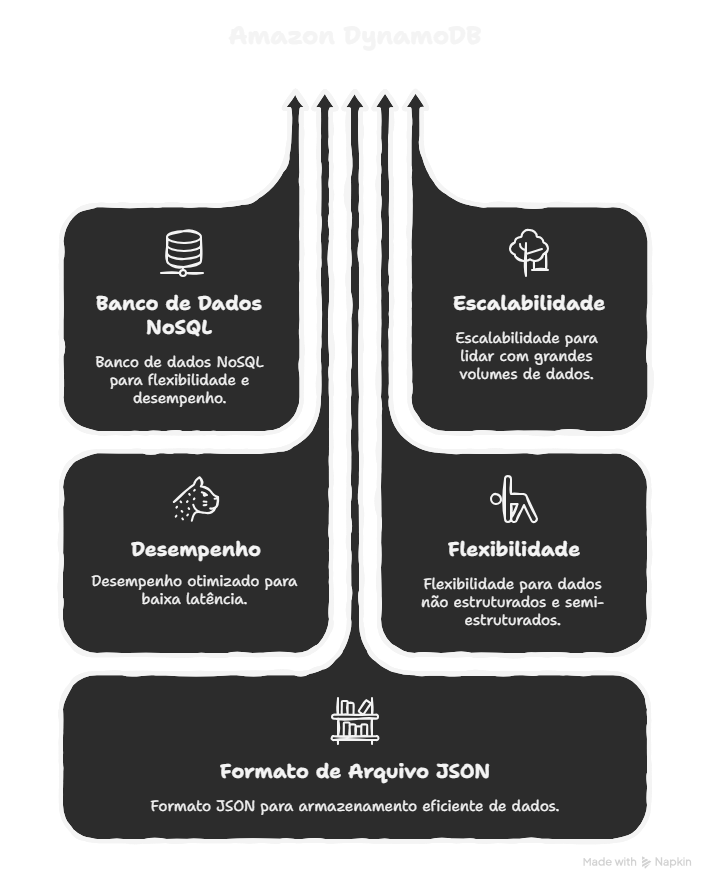 Amazon DynamoDB
Banco de Dados
NoSQL
Banco de dados NoSQL
para flexibilidade e
desempenho.
Escalabilidade
Escalabilidade para
lidar com grandes
volumes de dados.
Desempenho
Desempenho otimizado para
baixa latência.
Flexibilidade
Flexibilidade para dados
não estruturados e semi-
estruturados.
Formato de Arquivo JSON
Formato JSON para armazenamento eficiente de dados.
Made with Napkin